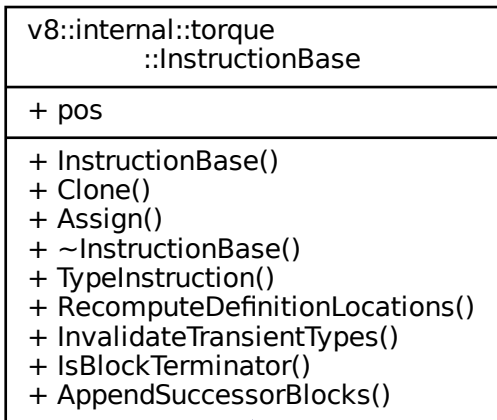 v8::internal::torque
::InstructionBase
+ pos
+ InstructionBase()
+ Clone()
+ Assign()
+ ~InstructionBase()
+ TypeInstruction()
+ RecomputeDefinitionLocations()
+ InvalidateTransientTypes()
+ IsBlockTerminator()
+ AppendSuccessorBlocks()